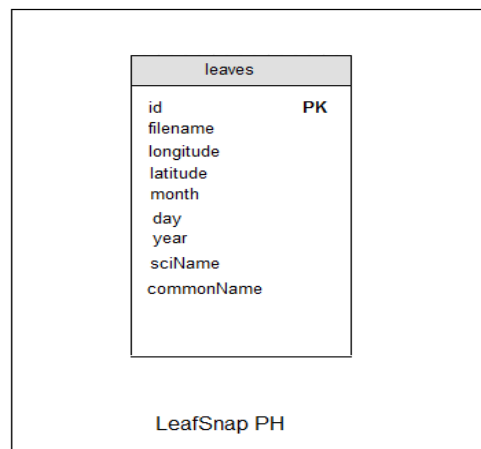 leaves
id PK
filename
longitude
latitude
month
day
year
sciName
commonName
LeafSnap PH